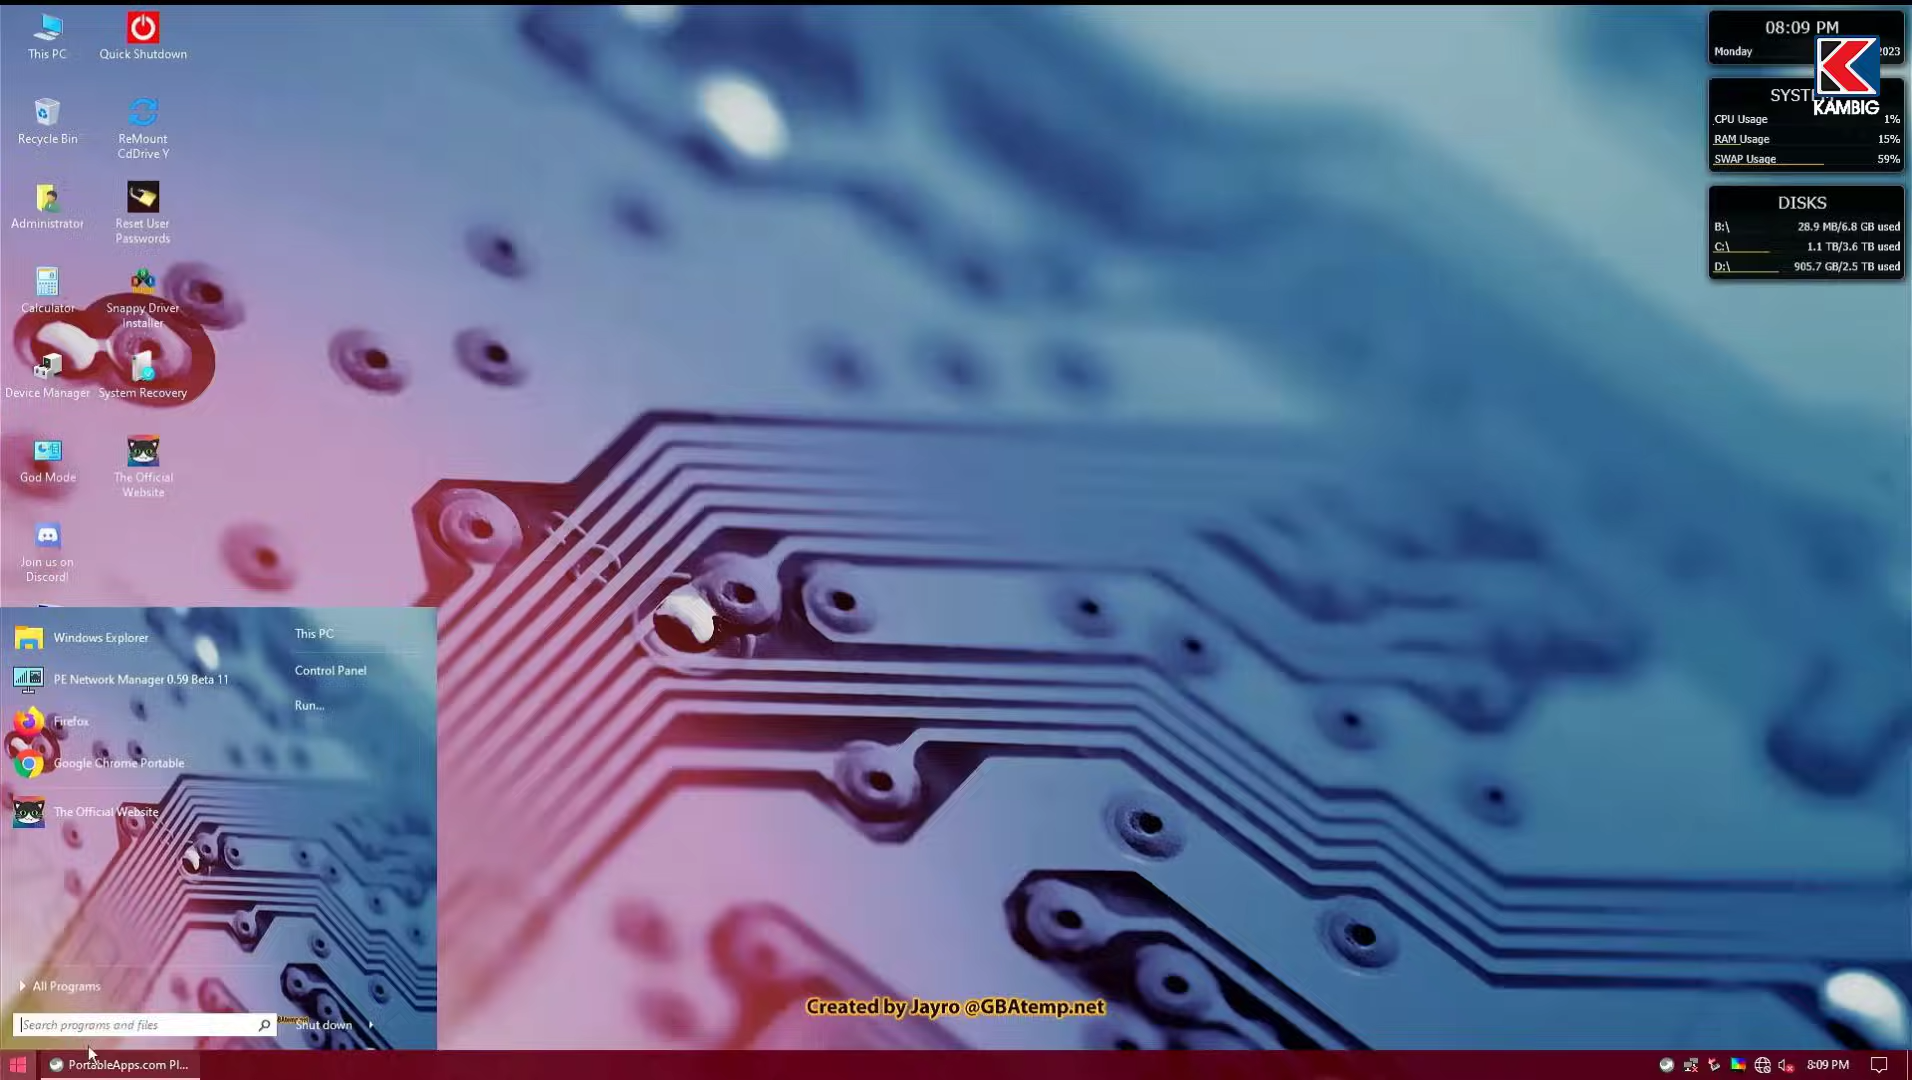 This PC
Quick Shutdown
Recycle Bin
ReMount
CdDrive Y
Administrator
Reset User
Passwords
Calculator
Snappy Driver
Installer
Device Manager
System Recovery
God Mode
The Official
Website
Join us on
Discord!
08:09 PM
Monday
2023
KAMBIG
CPU Usage 1%
RAM Usage 15%
SWAP Usage 59%
DISKS
B:\ 28.9 MB/6.8 GB used
C:\ 1.1 TB/3.6 TB used
D:\ 905.7 GB/2.5 TB used
Windows Explorer
PE Network Manager 0.59 Beta 11
Firefox
Google Chrome Portable
The Official Website
All Programs
Search programs and files
This PC
Control Panel
Run...
Shut down
Created by Jayro @GBAtemp.net
PortableApps.com Pl...
8:09 PM